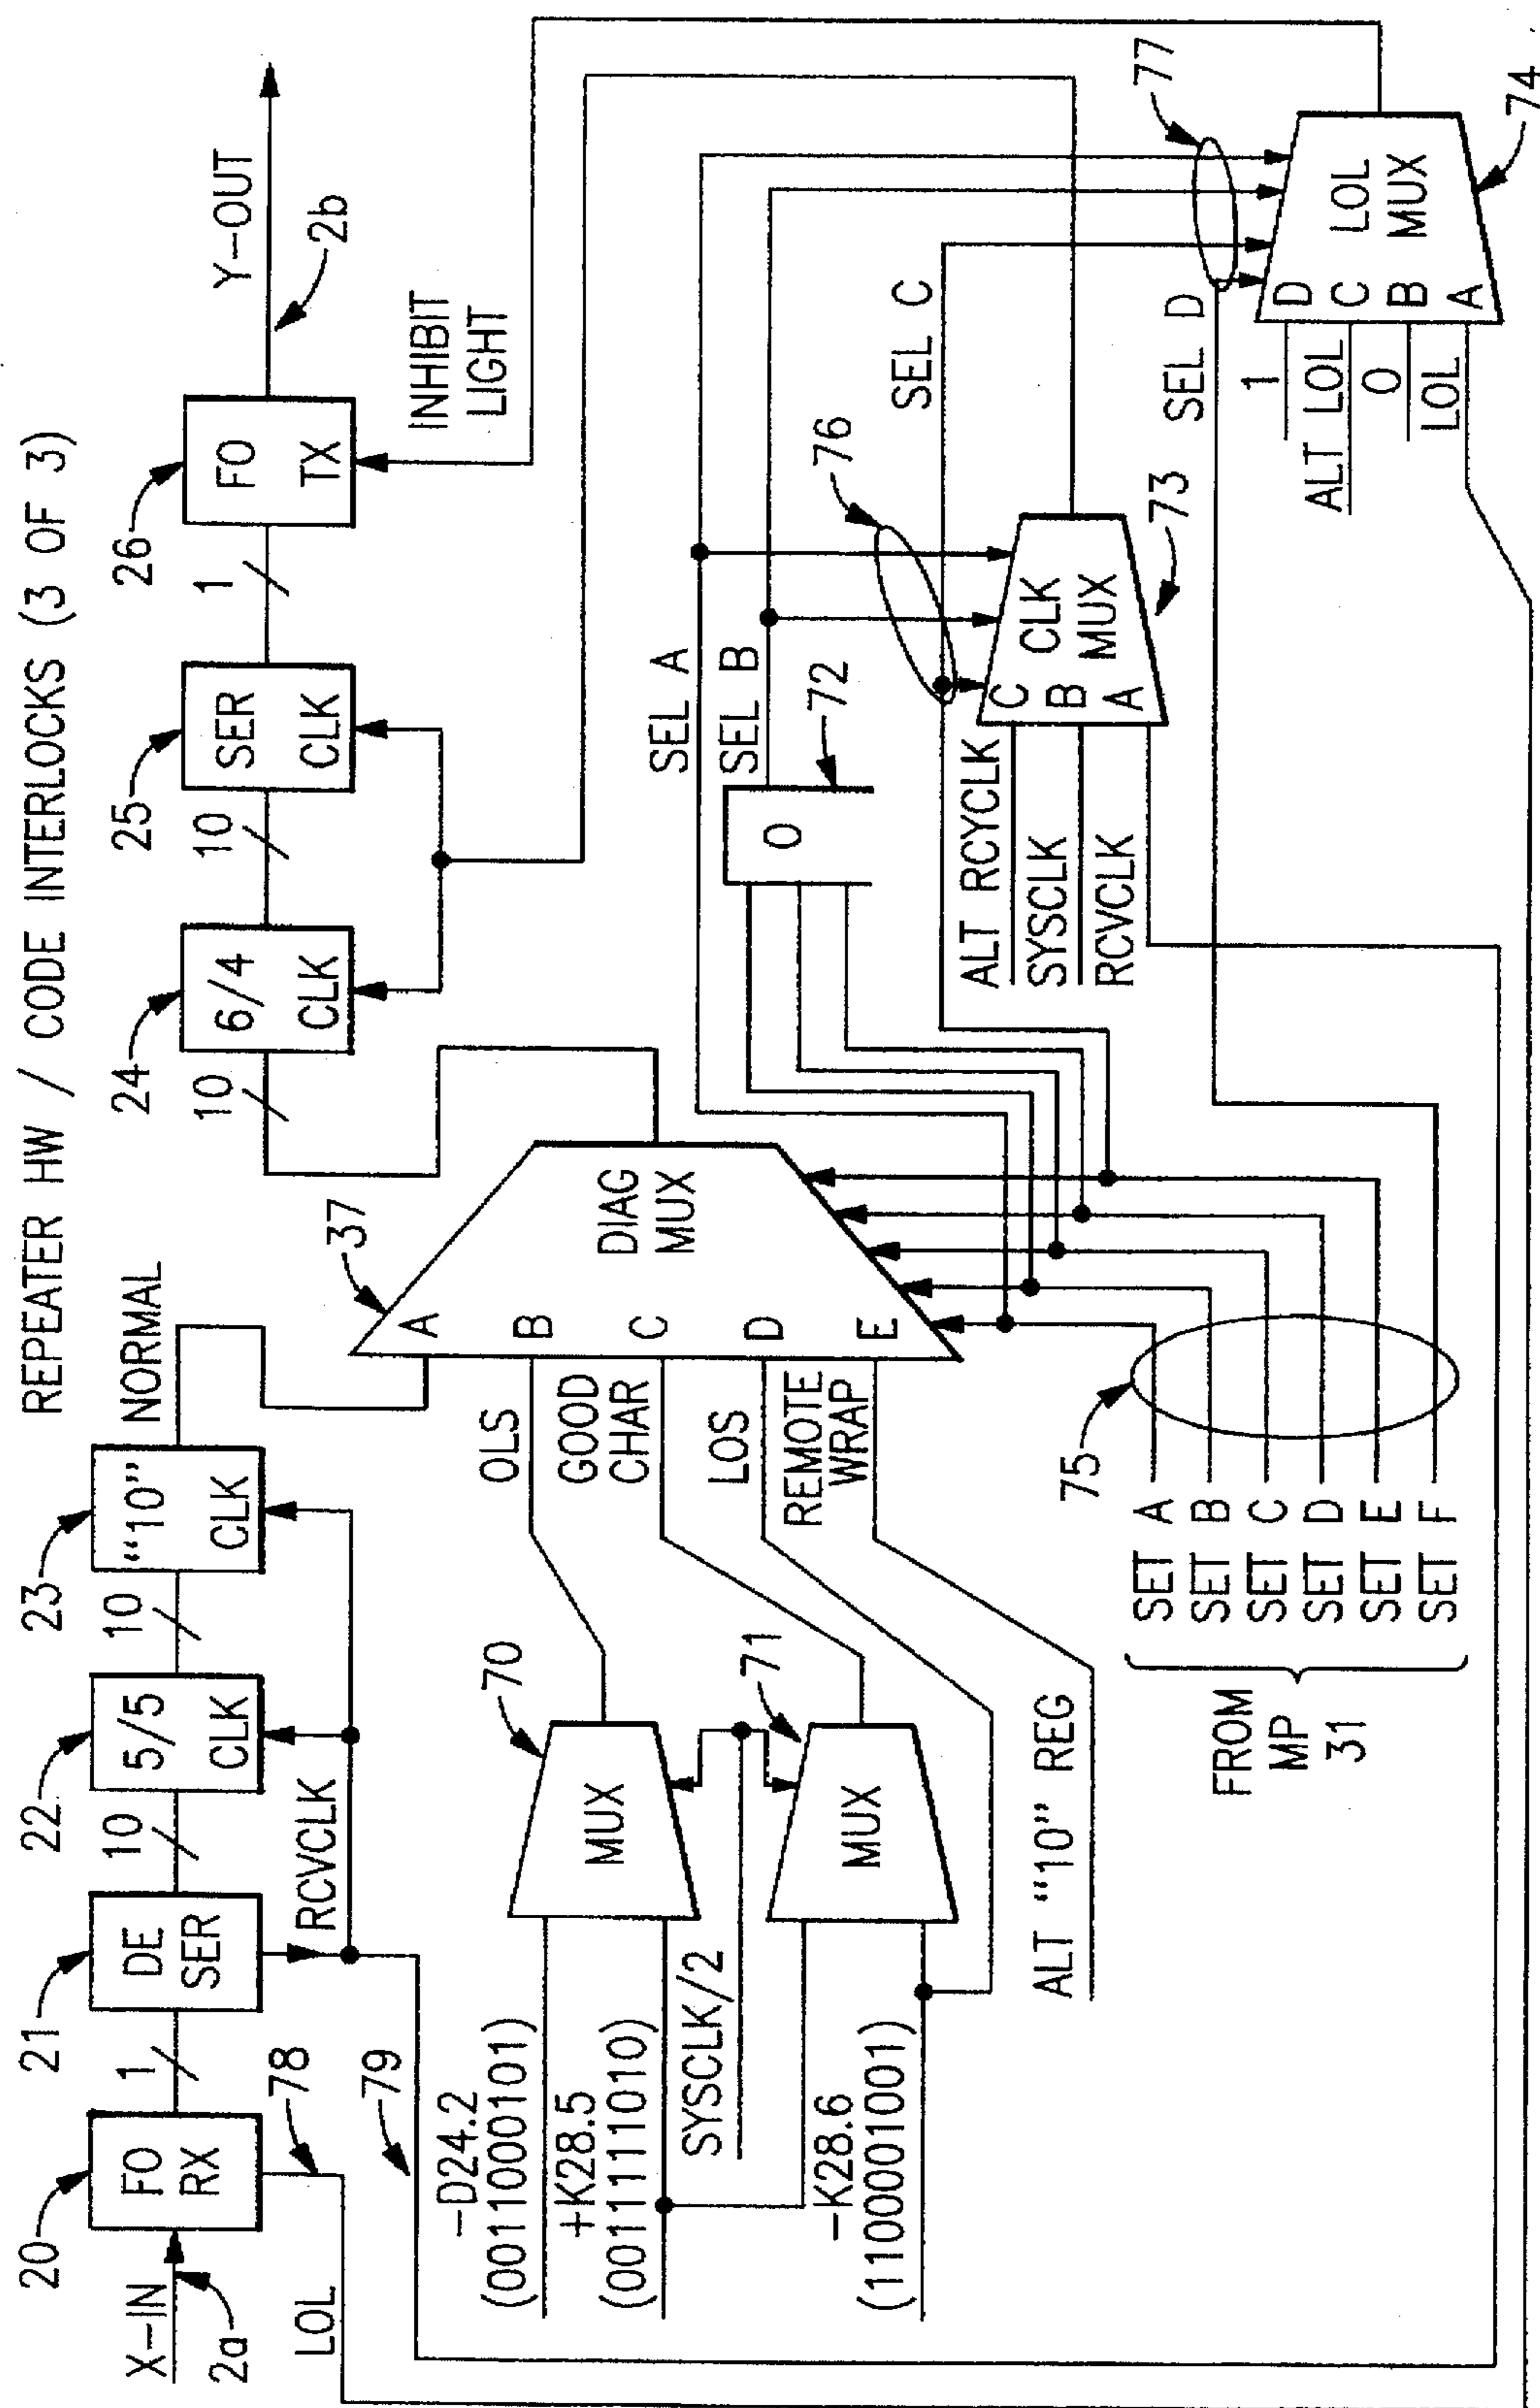 REPEATER HW / CODE INTERLOCKS (3 OF 3)
20
21
22
23
24
25
26
X-IN
2a
FO
RX
1
DE
SER
10
5/5
CLK
10
"10"
CLK
NORMAL
10
6/4
CLK
10
SER
CLK
1
FO
TX
Y-OUT
2b
LOL
78
79
RCVCLK
INHIBIT
LIGHT
37
A
B
C
D
E
DIAG
MUX
OLS
GOOD
CHAR
LOS
REMOTE
WRAP
-D24.2
(0011000101)
+K28.5
(0011111010)
SYSCLK/2
-K28.6
(1100001001)
70
MUX
71
MUX
ALT "10" REG
SEL A
SEL B
72
O
76
SEL C
ALT RCYCLK
SYSCLK
RCVCLK
C
B
A
CLK
MUX
73
77
SEL D
1
ALT LOL
0
LOL
D
C
B
A
LOL
MUX
74
75
SET A
SET B
SET C
SET D
SET E
SET F
FROM
MP
31